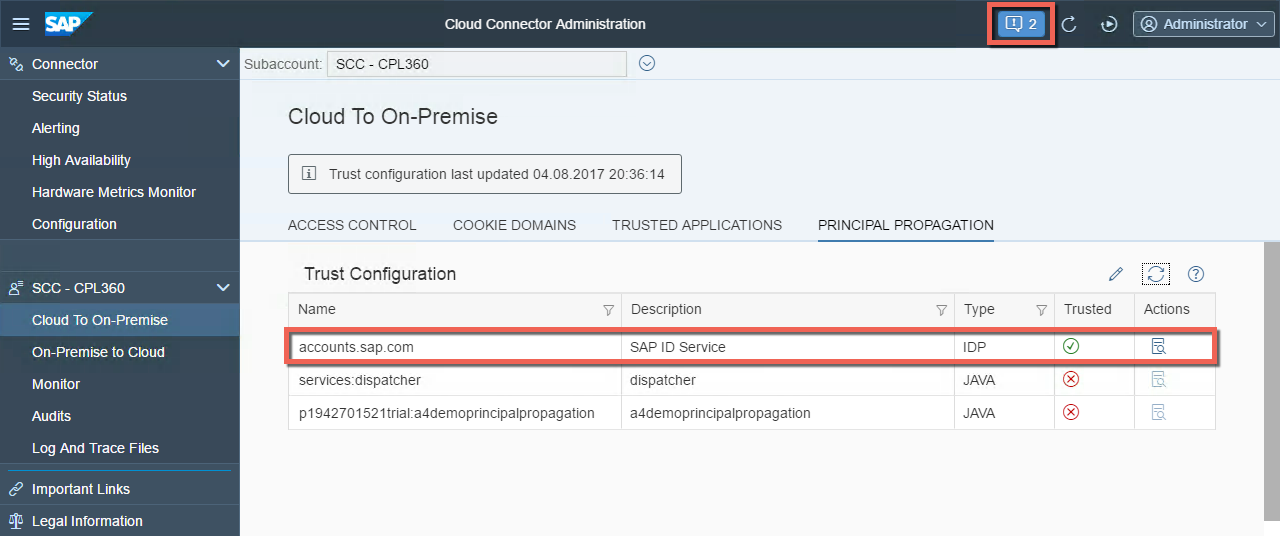 SAP
Cloud Connector Administration
2
Administrator
Connector
Security Status
Alerting
High Availability
Hardware Metrics Monitor
Configuration
SCC - CPL360
Cloud To On-Premise
On-Premise to Cloud
Monitor
Audits
Log And Trace Files
Important Links
Legal Information
Subaccount: SCC - CPL360
Cloud To On-Premise
Trust configuration last updated 04.08.2017 20:36:14
ACCESS CONTROL COOKIE DOMAINS TRUSTED APPLICATIONS PRINCIPAL PROPAGATION
Trust Configuration
Name Description Type Trusted Actions
accounts.sap.com SAP ID Service IDP
services:dispatcher dispatcher JAVA
p1942701521trial:a4demoprincipalpropagation a4demoprincipalpropagation JAVA